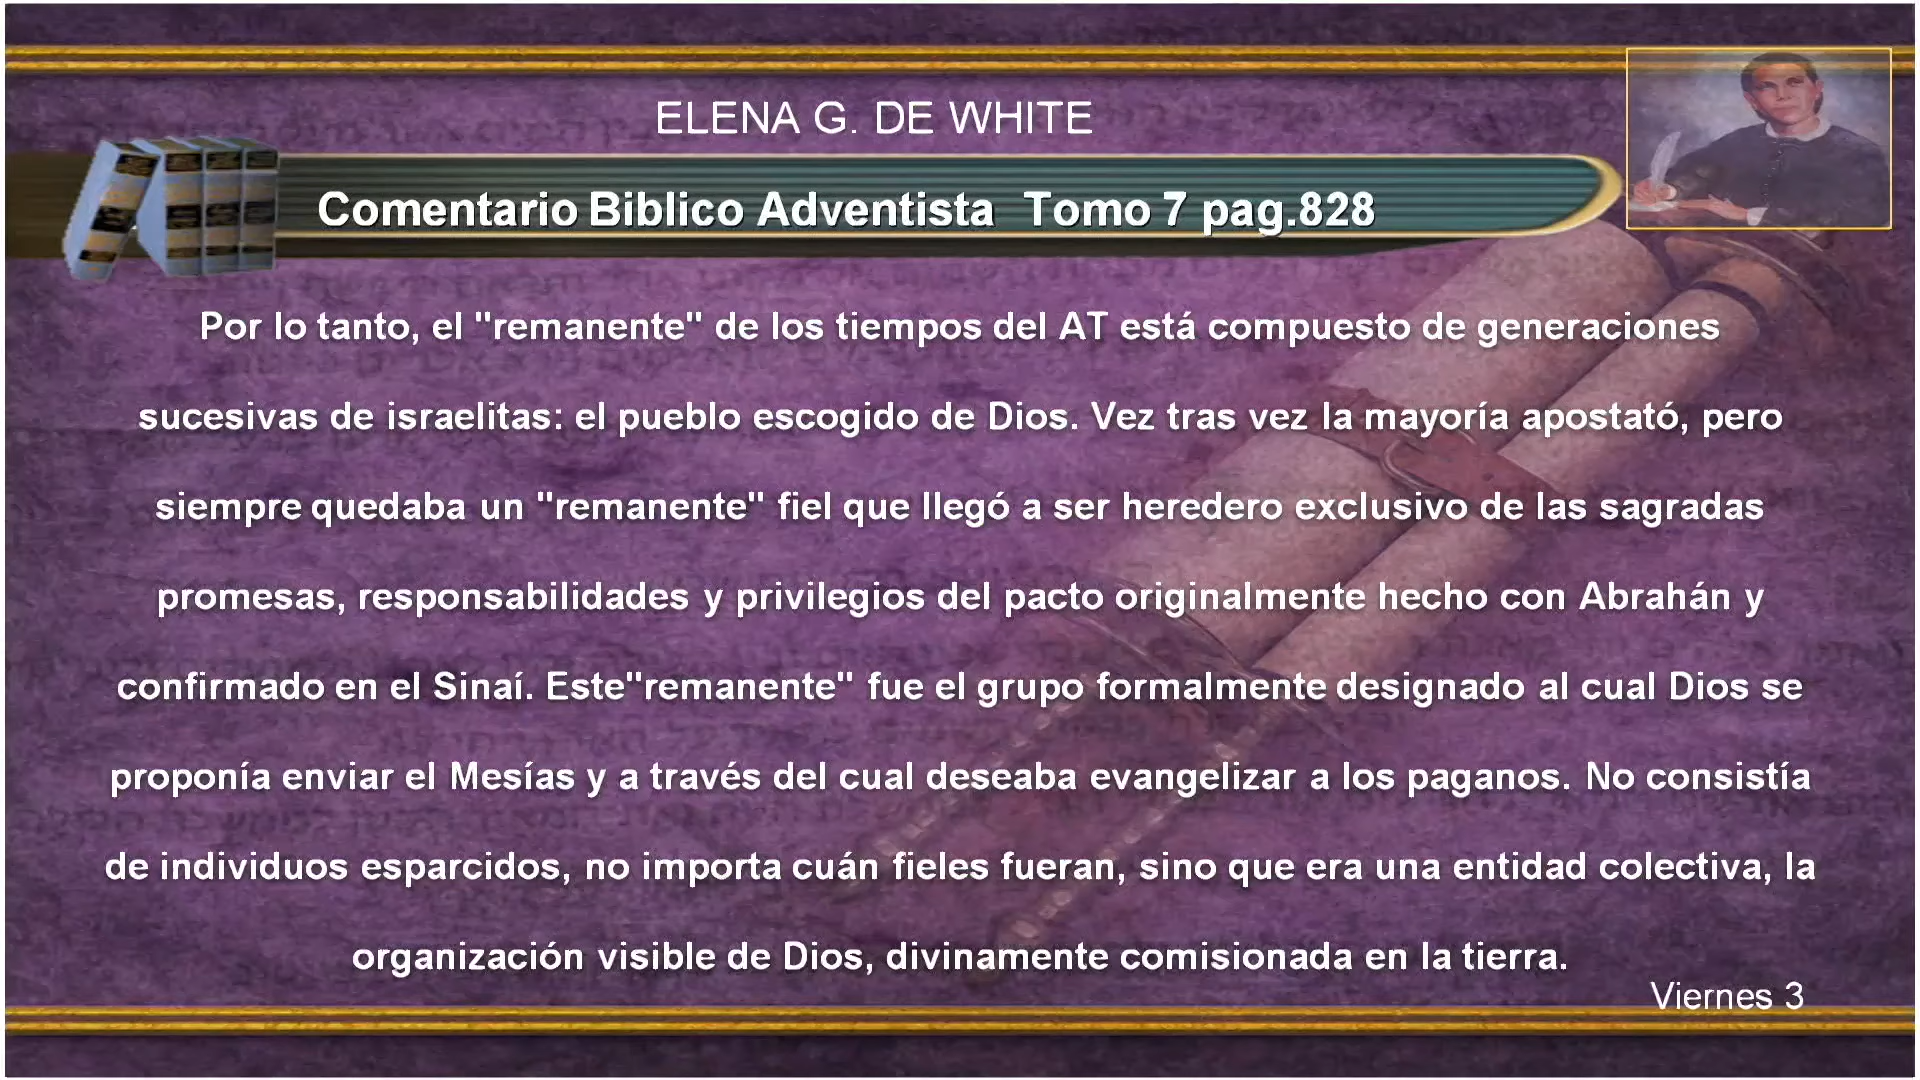 ELENA G. DE WHITE
Comentario Biblico Adventista Tomo 7 pag.828
Por lo tanto, el "remanente" de los tiempos del AT está compuesto de generaciones
sucesivas de israelitas: el pueblo escogido de Dios. Vez tras vez la mayoría apostató, pero
siempre quedaba un "remanente" fiel que llegó a ser heredero exclusivo de las sagradas
promesas, responsabilidades y privilegios del pacto originalmente hecho con Abrahán y
confirmado en el Sinaí. Este"remanente" fue el grupo formalmente designado al cual Dios se
proponía enviar el Mesías y a través del cual deseaba evangelizar a los paganos. No consistía
de individuos esparcidos, no importa cuán fieles fueran, sino que era una entidad colectiva, la
organización visible de Dios, divinamente comisionada en la tierra.
Viernes 3